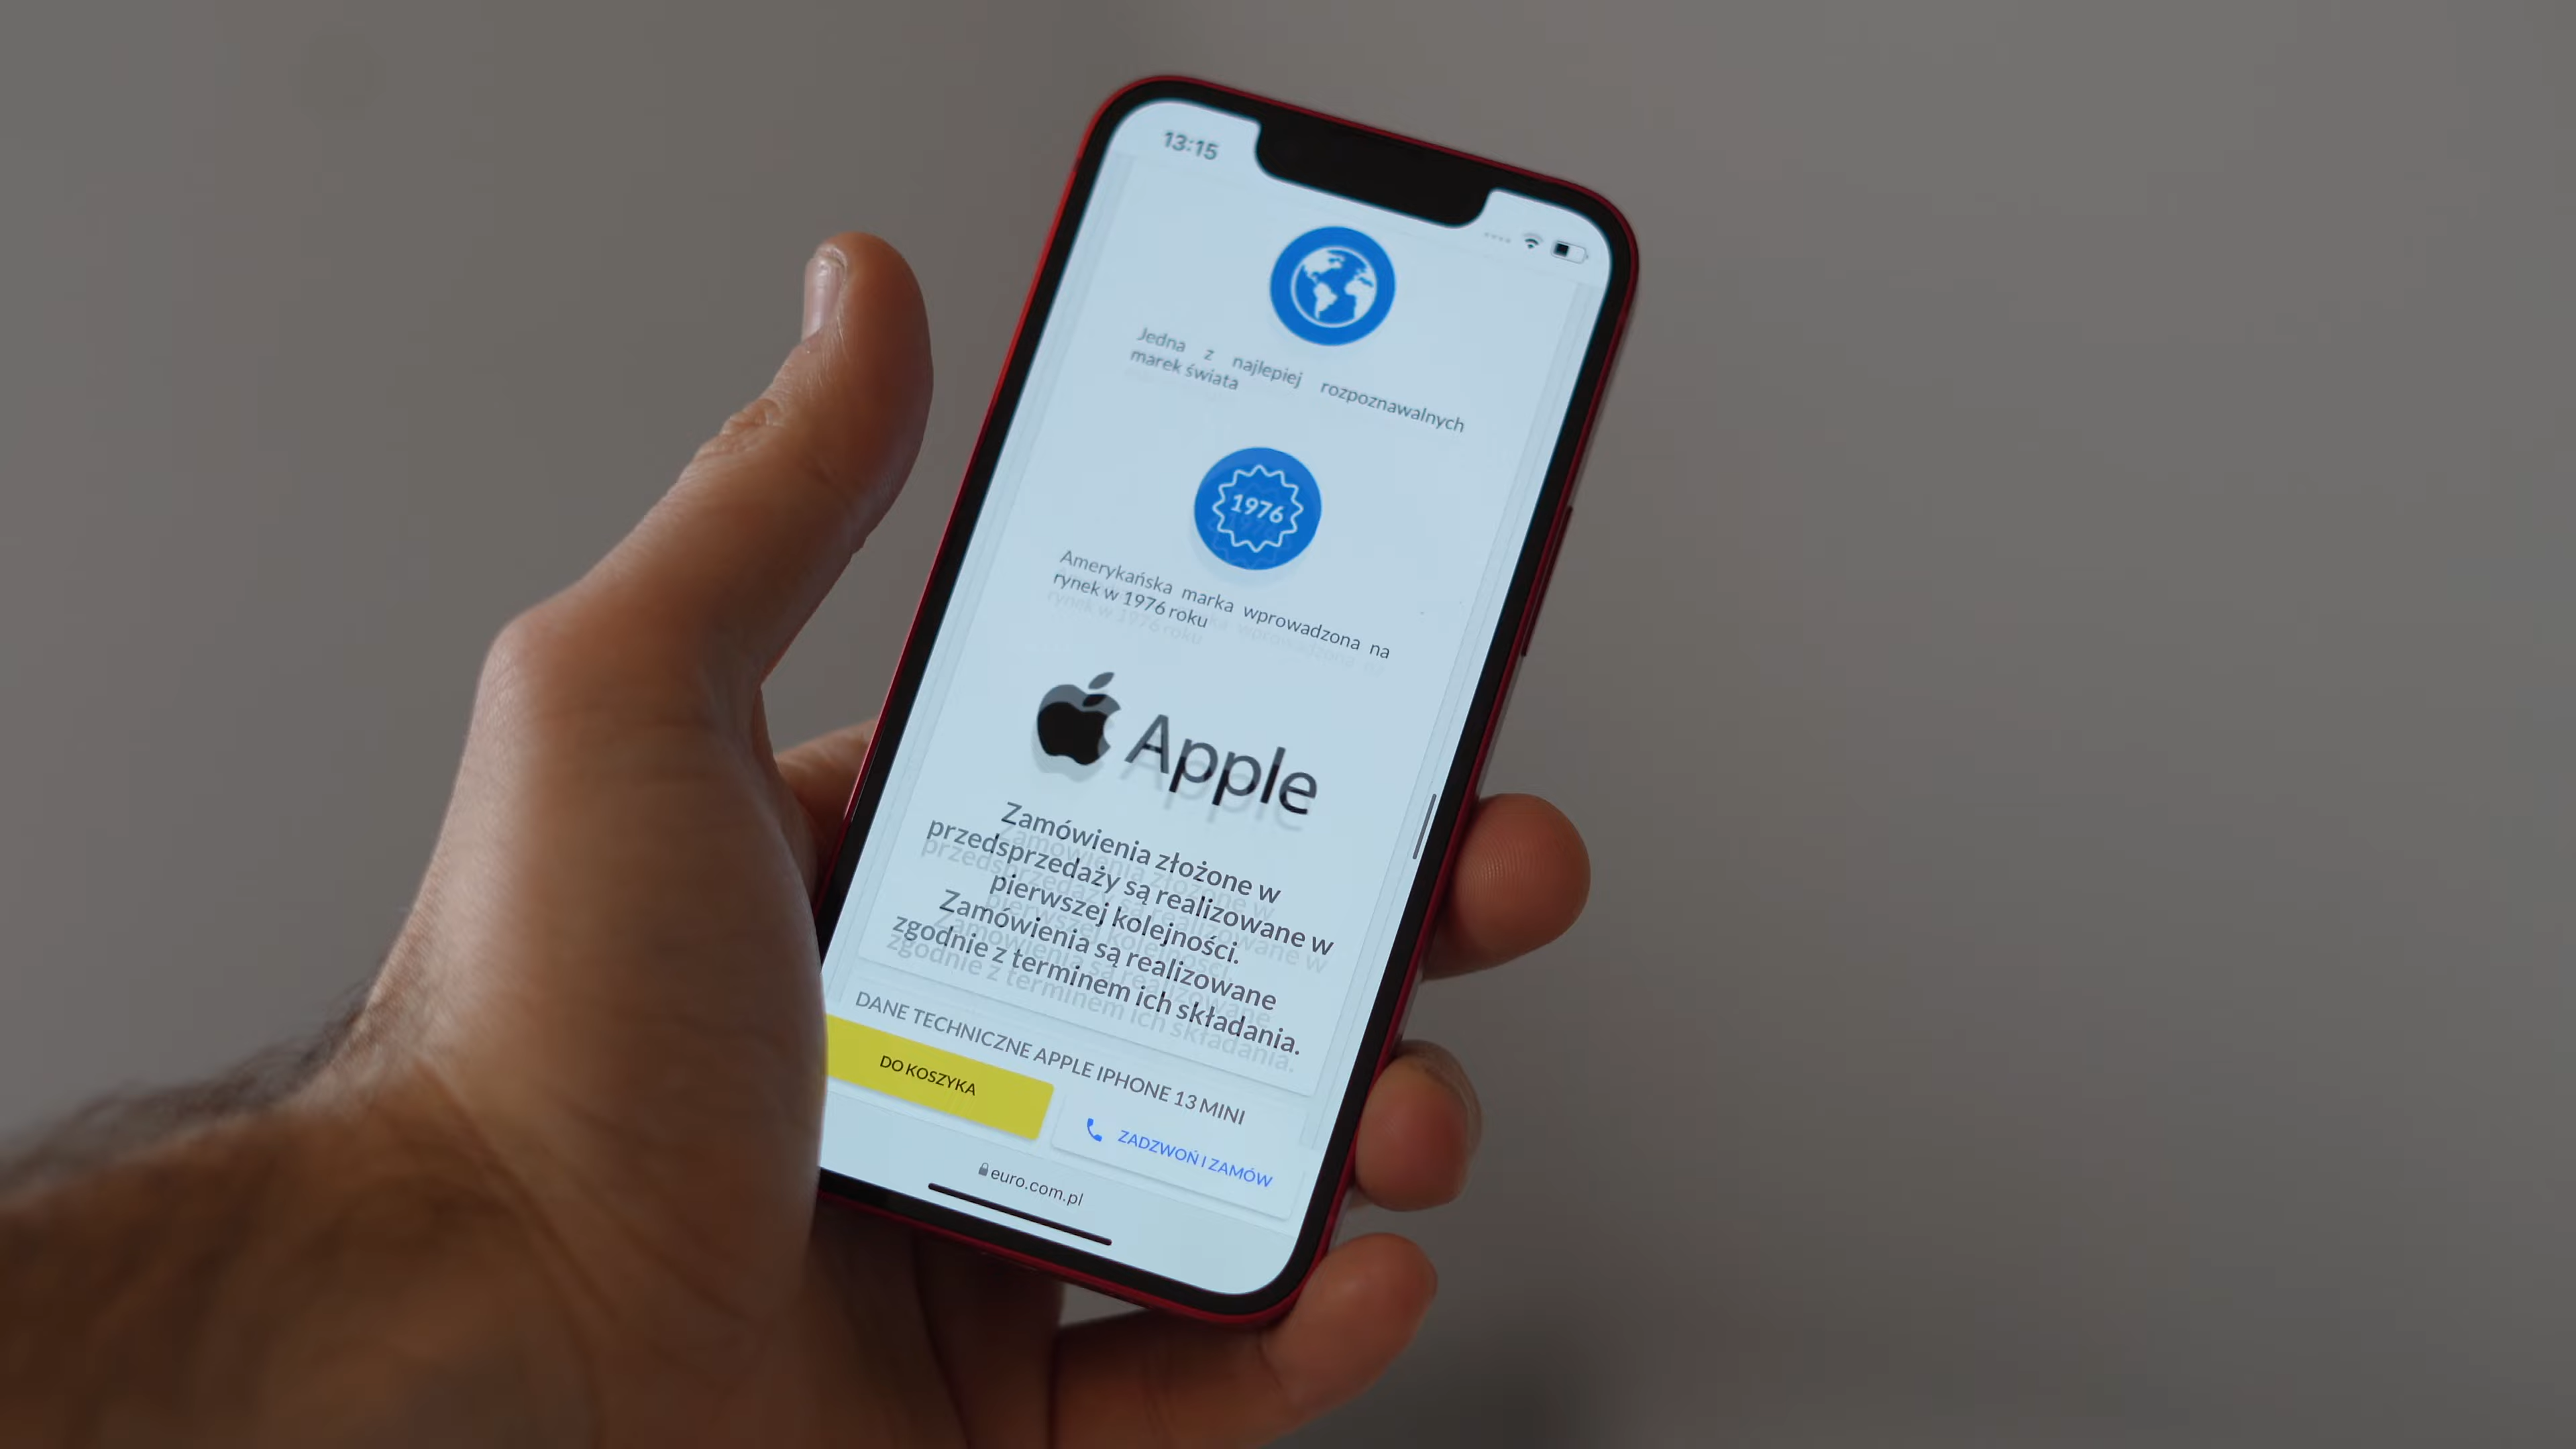 13:15
Jedna z najlepiej rozpoznawalnych
marek świata
1976
Amerykańska marka wprowadzona na
rynek w 1976 roku
Apple
Zamówienia złożone w
przedsprzedaży są realizowane w
pierwszej kolejności.
Zamówienia są realizowane
zgodnie z terminem ich składania.
DANE TECHNICZNE APPLE IPHONE 13 MINI
DO KOSZYKA
ZADZWOŃ I ZAMÓW
euro.com.pl